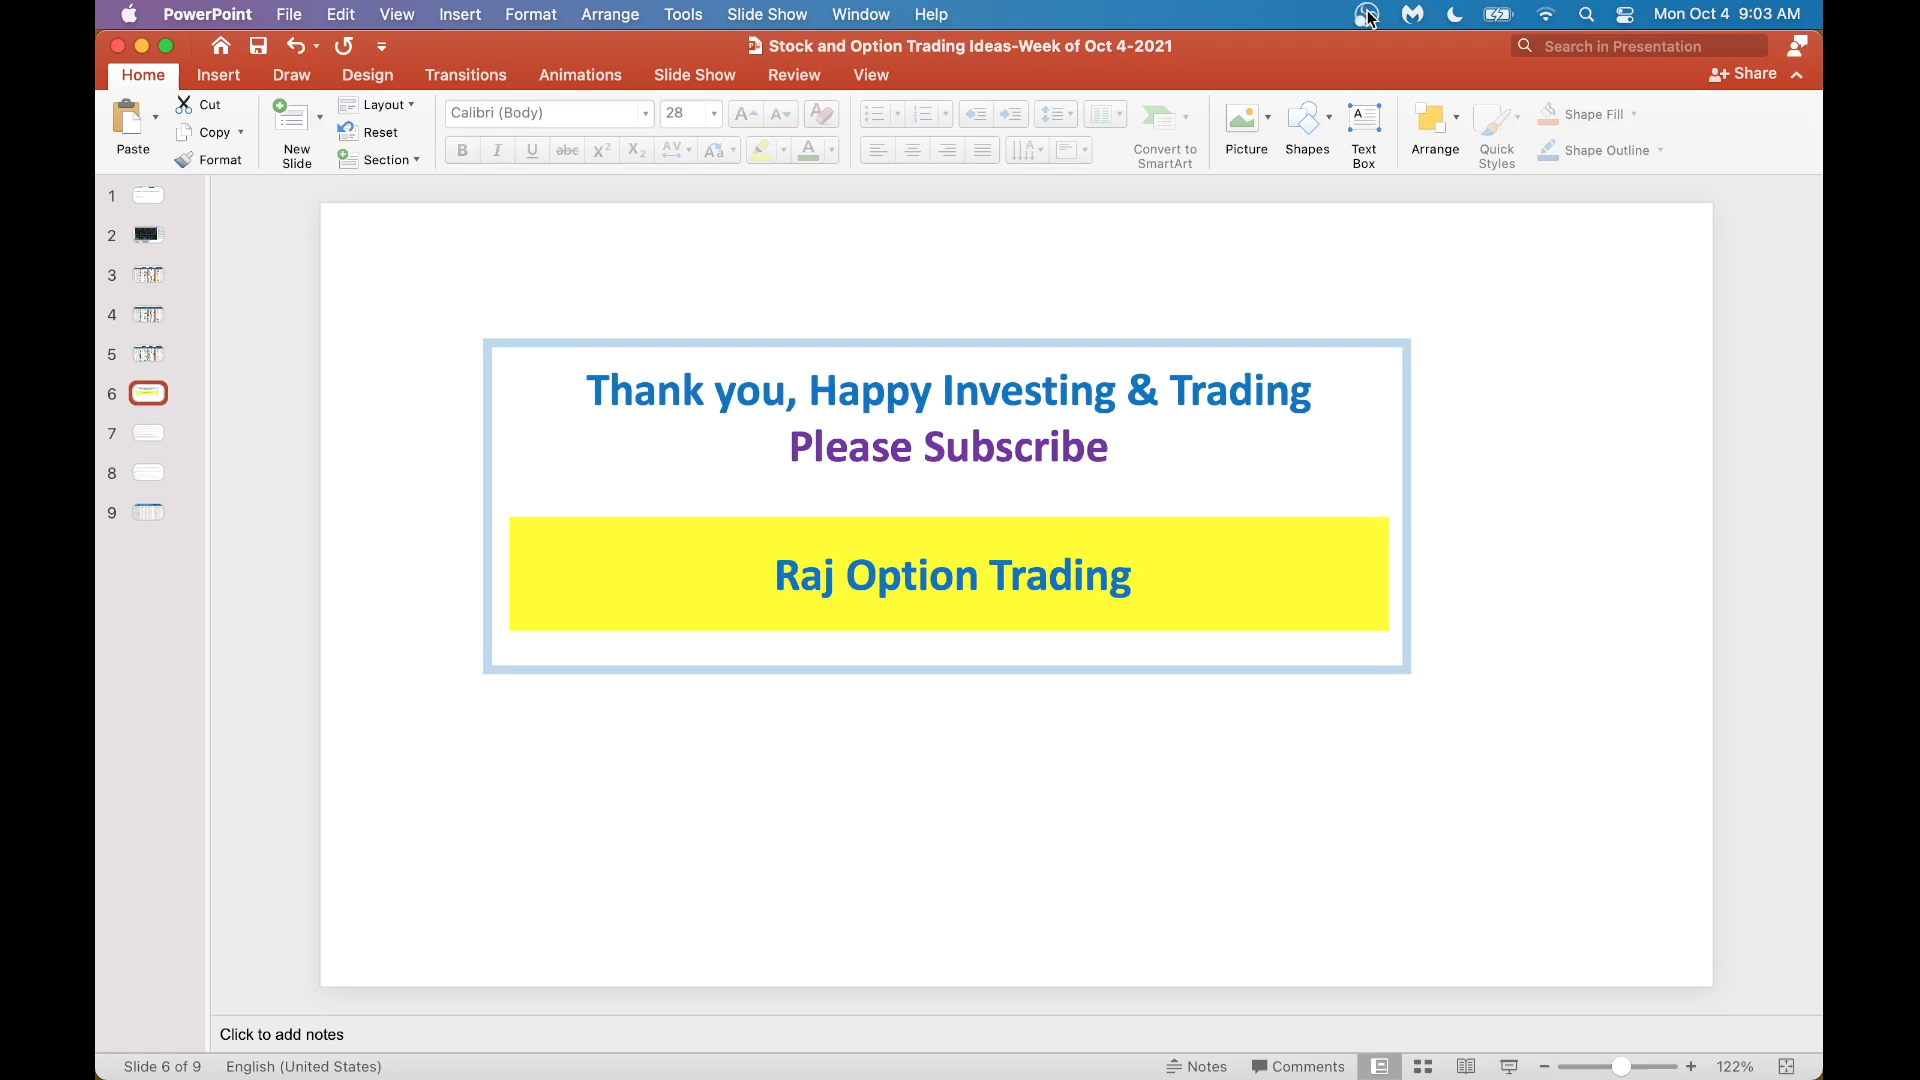 PowerPoint File Edit View Insert Format Arrange Tools Slide Show Window Help Mon Oct 4 9:03 AM
Stock and Option Trading Ideas-Week of Oct 4-2021 Search in Presentation
Home Insert Draw Design Transitions Animations Slide Show Review View Share
Paste Cut Copy Format
New Slide Layout Reset Section
Calibri (Body) 28
Convert to SmartArt
Picture Shapes Text Box
Arrange Quick Styles Shape Fill Shape Outline
1
2
3
4
5
6
7
8
9
Thank you, Happy Investing & Trading
Please Subscribe
Raj Option Trading
Click to add notes
Slide 6 of 9 English (United States) Notes Comments 122%